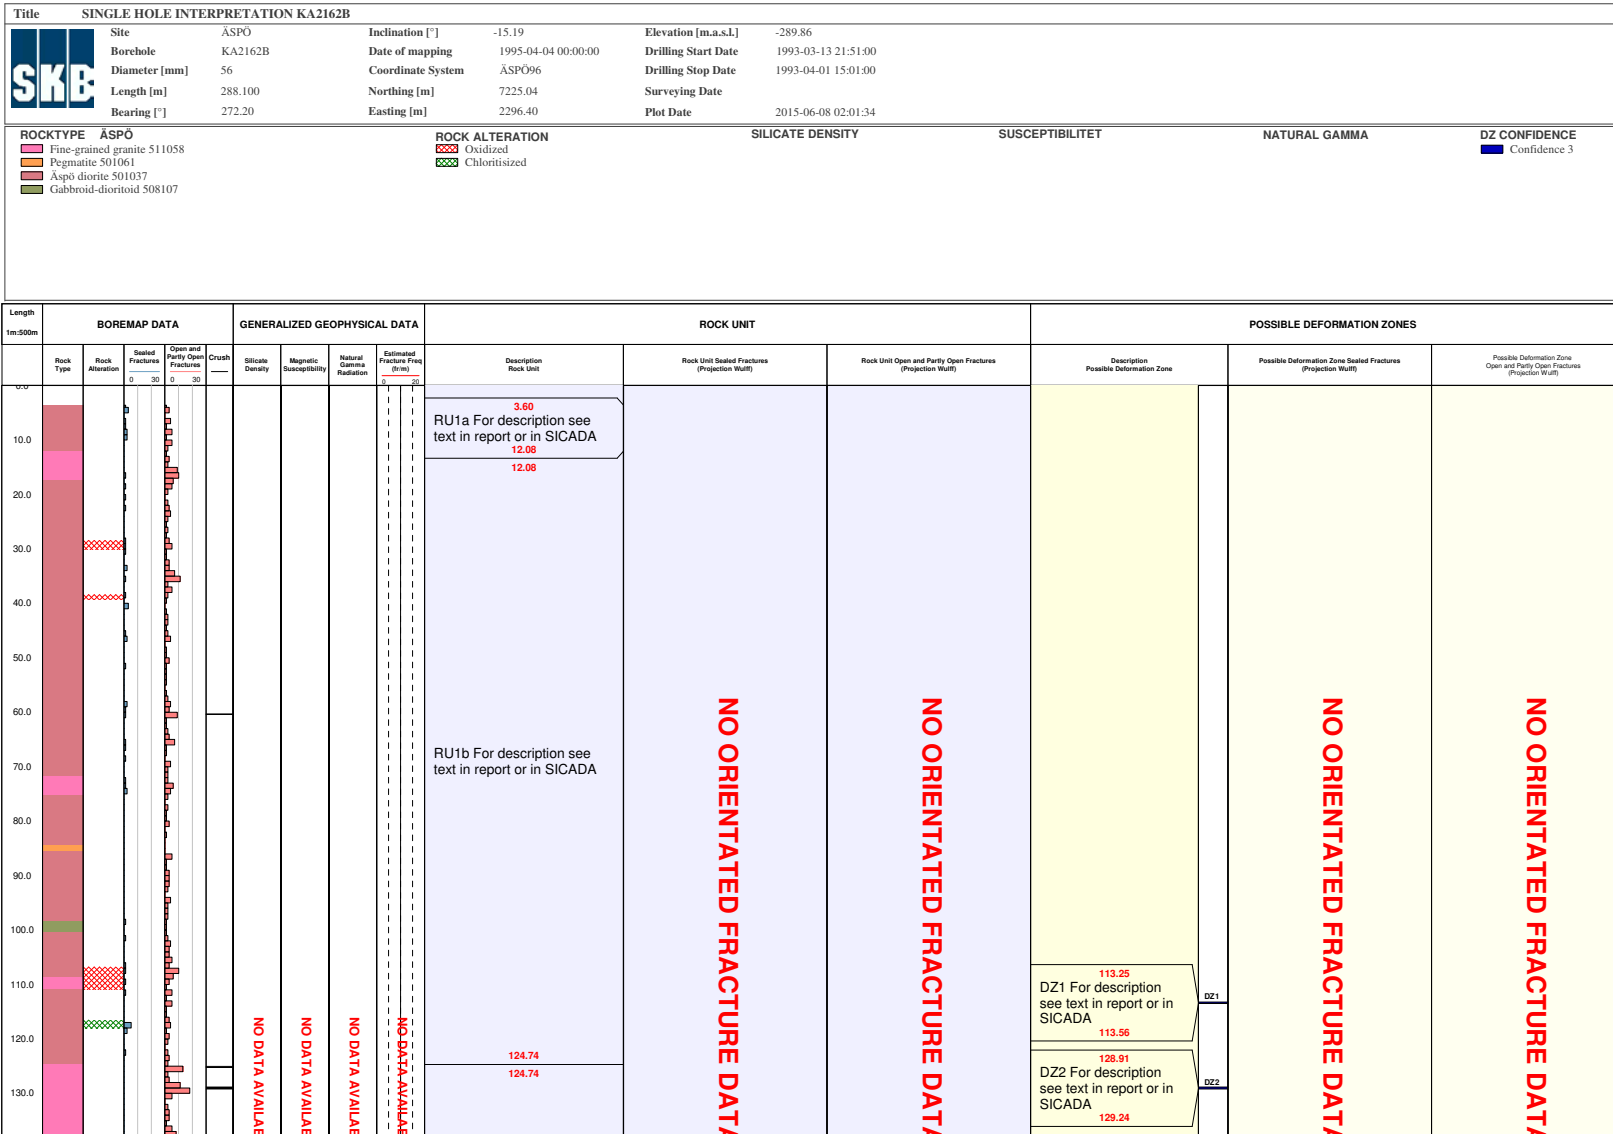 Title SINGLE HOLE INTERPRETATION KA2162B
SKB
Site ÄSPÖ Inclination [°] -15.19 Elevation [m.a.s.l.] -289.86
Borehole KA2162B Date of mapping 1995-04-04 00:00:00 Drilling Start Date 1993-03-13 21:51:00
Diameter [mm] 56 Coordinate System ÄSPÖ96 Drilling Stop Date 1993-04-01 15:01:00
Length [m] 288.100 Northing [m] 7225.04 Surveying Date
Bearing [°] 272.20 Easting [m] 2296.40 Plot Date 2015-06-08 02:01:34
ROCKTYPE ÄSPÖ ROCK ALTERATION SILICATE DENSITY SUSCEPTIBILITET NATURAL GAMMA DZ CONFIDENCE
Fine-grained granite 511058 Oxidized Confidence 3
Pegmatite 501061 Chloritisized
Äspö diorite 501037
Gabbroid-dioritoid 508107
Length
1m:500m
BOREMAP DATA GENERALIZED GEOPHYSICAL DATA ROCK UNIT POSSIBLE DEFORMATION ZONES
Rock
Type
Rock
Alteration
Sealed
Fractures
0 30
Open and
Partly Open
Fractures
0 30
Crush
Silicate
Density
Magnetic
Susceptibility
Natural
Gamma
Radiation
Estimated
Fracture Freq
(fr/m)
0 20
Description
Rock Unit
Rock Unit Sealed Fractures
(Projection Wulff)
Rock Unit Open and Partly Open Fractures
(Projection Wulff)
Description
Possible Deformation Zone
Possible Deformation Zone Sealed Fractures
(Projection Wulff)
Possible Deformation Zone
Open and Partly Open Fractures
(Projection Wulff)
0.0
10.0
20.0
30.0
40.0
50.0
60.0
70.0
80.0
90.0
100.0
110.0
120.0
130.0
NO DATA AVAILAE
NO DATA AVAILAE
NO DATA AVAILAE
NO DATA AVAILAE
3.60
RU1a For description see
text in report or in SICADA
12.08
12.08
RU1b For description see
text in report or in SICADA
124.74
124.74
NO ORIENTATED FRACTURE DATA
NO ORIENTATED FRACTURE DATA
113.25
DZ1 For description
see text in report or in
SICADA
113.56
DZ1
128.91
DZ2 For description
see text in report or in
SICADA
129.24
DZ2
NO ORIENTATED FRACTURE DATA
NO ORIENTATED FRACTURE DATA